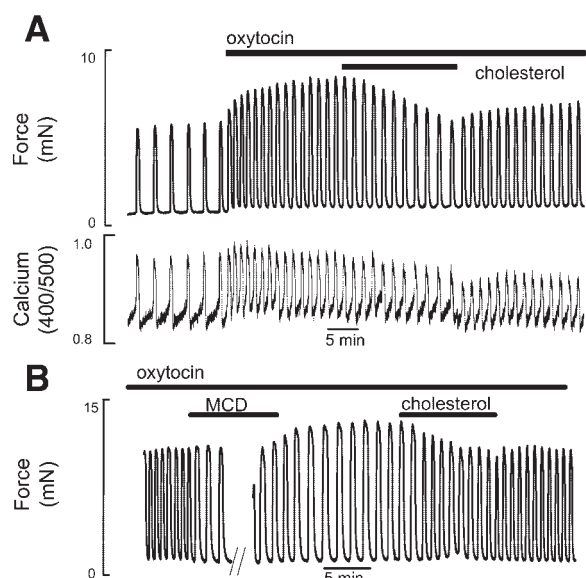 A
oxytocin
10
cholesterol
Force
(mN)
0
1.0
Calcium
(400/500)
0.8
5 min
B
oxytocin
15
MCD
cholesterol
Force
(mN)
0
5 min